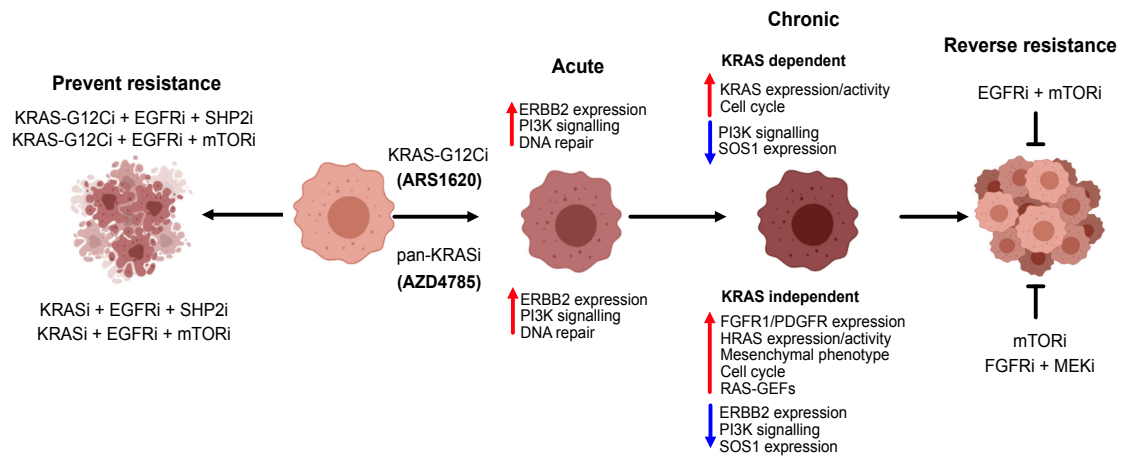 Prevent resistance
KRAS-G12Ci + EGFRi + SHP2i
KRAS-G12Ci + EGFRi + mTORi
KRASi + EGFRi + SHP2i
KRASi + EGFRi + mTORi
KRAS-G12Ci
(ARS1620)
pan-KRASi
(AZD4785)
Acute
ERBB2 expression
PI3K signalling
DNA repair
ERBB2 expression
PI3K signalling
DNA repair
Chronic
KRAS dependent
KRAS expression/activity
Cell cycle
PI3K signalling
SOS1 expression
KRAS independent
FGFR1/PDGFR expression
HRAS expression/activity
Mesenchymal phenotype
Cell cycle
RAS-GEFs
ERBB2 expression
PI3K signalling
SOS1 expression
Reverse resistance
EGFRi + mTORi
mTORi
FGFRi + MEKi